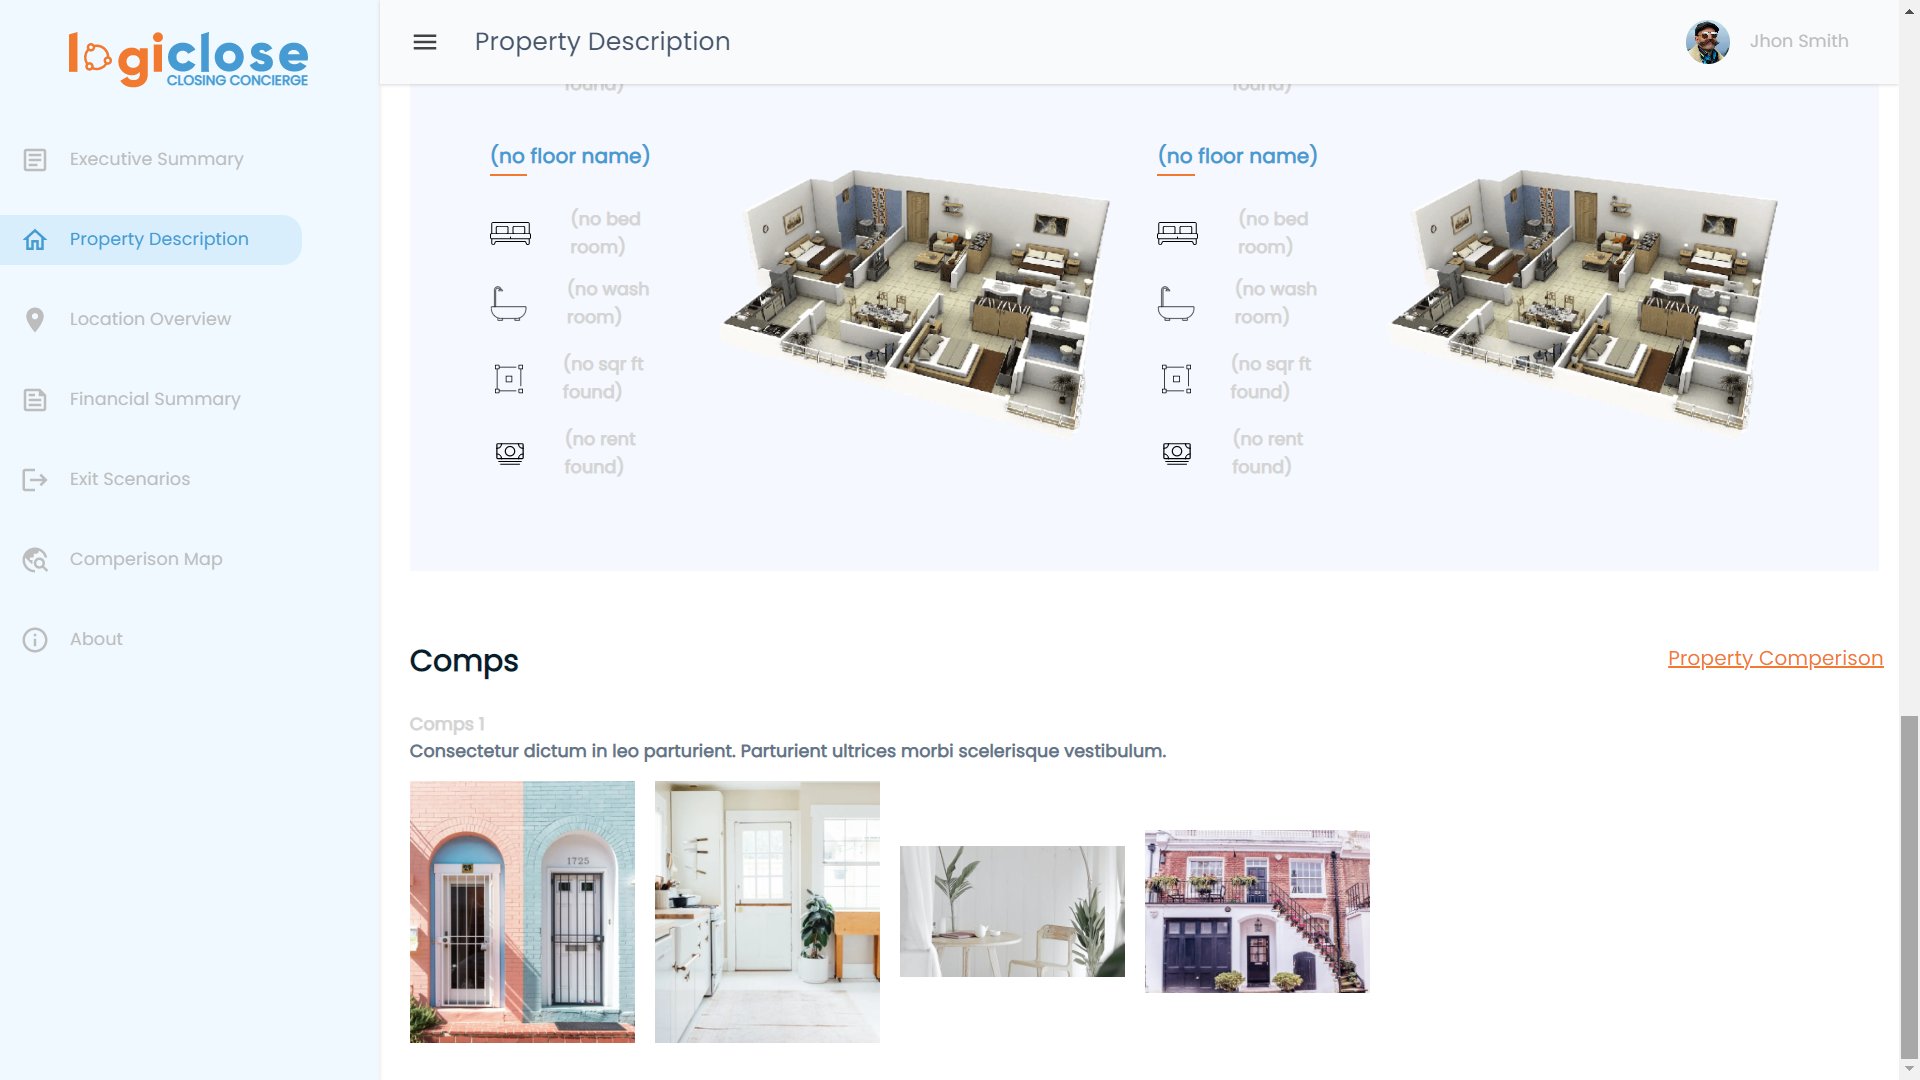 logiclose
CLOSING CONCIERGE
Executive Summary
Property Description
Location Overview
Financial Summary
Exit Scenarios
Comperison Map
About
Property Description
Jhon Smith
found)
found)
(no floor name)
(no bed
room)
(no wash
room)
(no sqr ft
found)
(no rent
found)
(no floor name)
(no bed
room)
(no wash
room)
(no sqr ft
found)
(no rent
found)
Comps
Property Comperison
Comps 1
Consectetur dictum in leo parturient. Parturient ultrices morbi scelerisque vestibulum.
1725